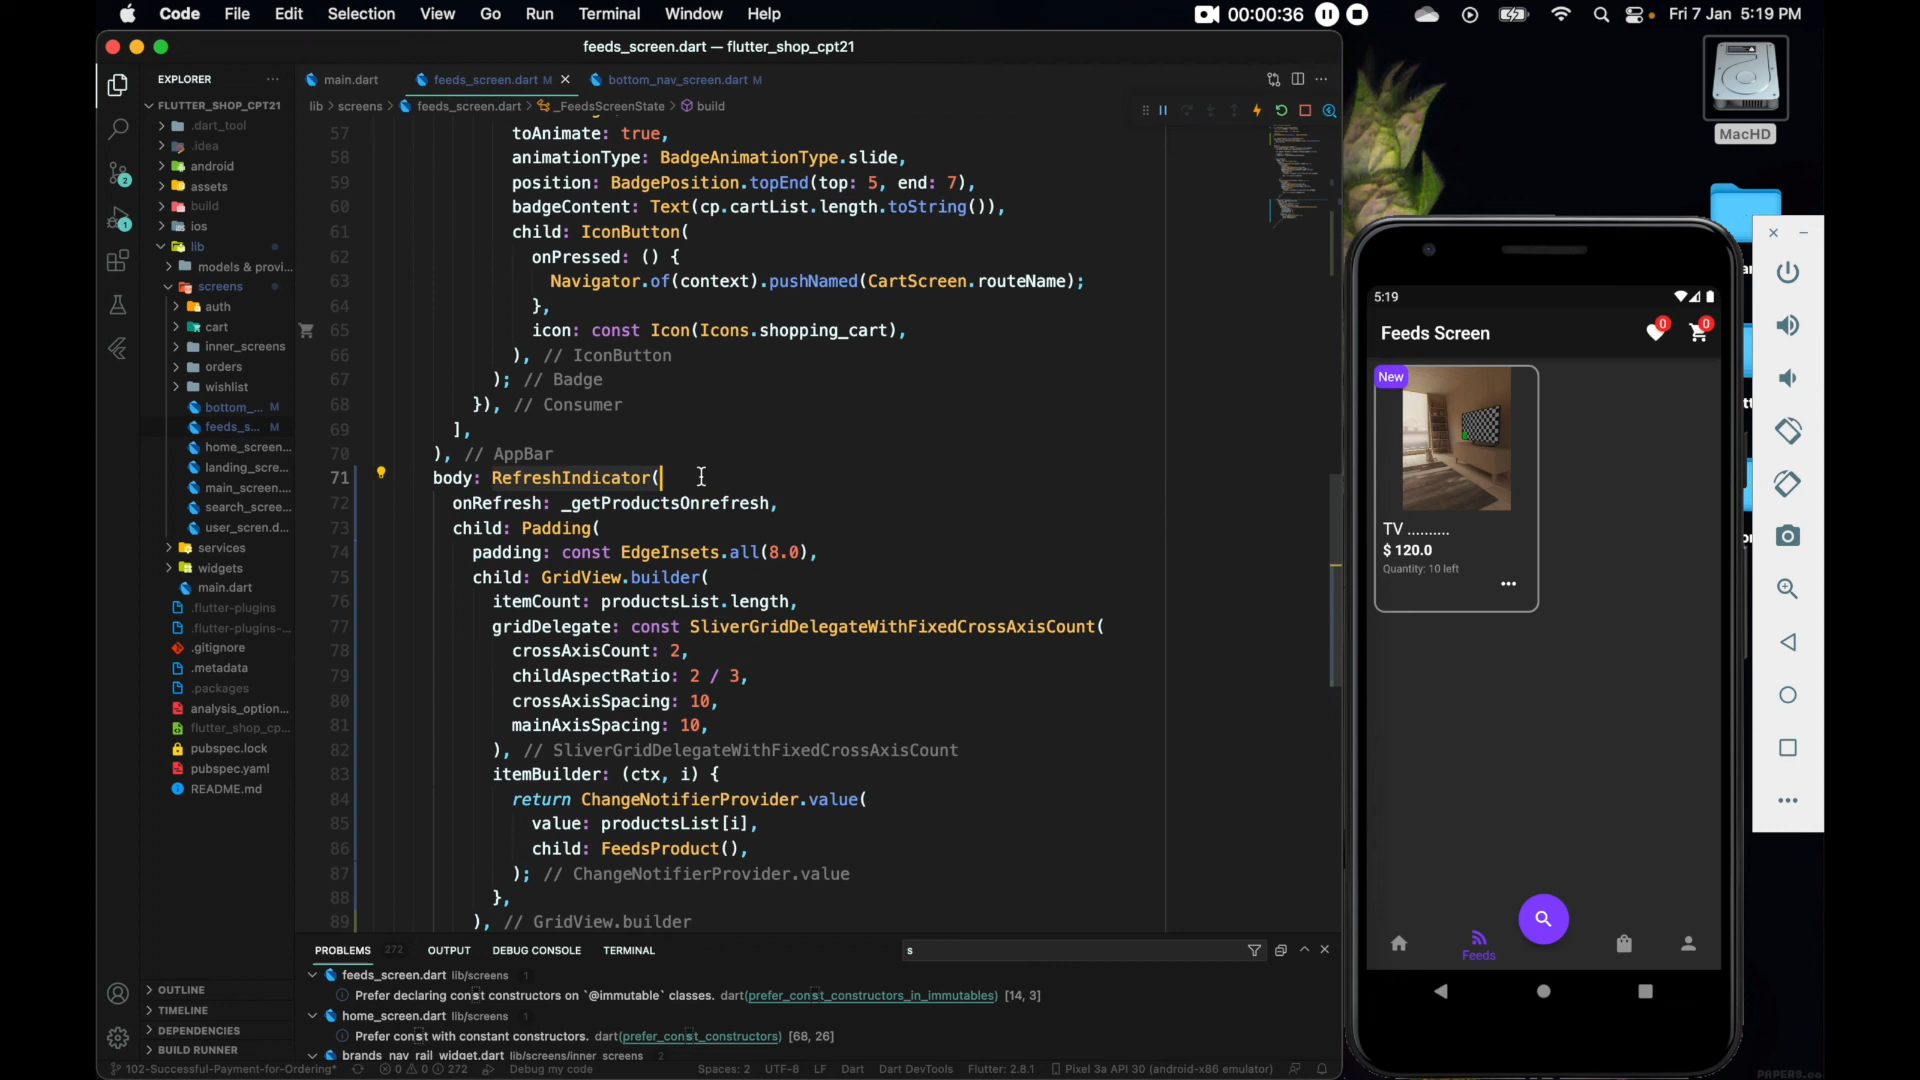 Code File Edit Selection View Go Run Terminal Window Help
00:00:36
Fri 7 Jan 5:19 PM
feeds_screen.dart — flutter_shop_cpt21
EXPLORER
main.dart
feeds_screen.dart M
bottom_nav_screen.dart M
FLUTTER_SHOP_CPT21
lib > screens > feeds_screen.dart > _FeedsScreenState > build
.dart_tool
.idea
android
assets
build
ios
lib
models & provi...
screens
auth
cart
inner_screens
orders
wishlist
bottom_... M
feeds_s... M
home_screen...
landing_scre...
main_screen....
search_scree...
user_scren.d...
services
widgets
main.dart
.flutter-plugins
.flutter-plugins-...
.gitignore
.metadata
.packages
analysis_option...
flutter_shop_cp...
pubspec.lock
pubspec.yaml
README.md
OUTLINE
TIMELINE
DEPENDENCIES
BUILD RUNNER
2
1
57 toAnimate: true,
58 animationType: BadgeAnimationType.slide,
59 position: BadgePosition.topEnd(top: 5, end: 7),
60 badgeContent: Text(cp.cartList.length.toString()),
61 child: IconButton(
62 onPressed: () {
63 Navigator.of(context).pushNamed(CartScreen.routeName);
64 },
65 icon: const Icon(Icons.shopping_cart),
66 ), // IconButton
67 ); // Badge
68 }), // Consumer
69 ],
70 ), // AppBar
71 body: RefreshIndicator(
72 onRefresh: _getProductsOnrefresh,
73 child: Padding(
74 padding: const EdgeInsets.all(8.0),
75 child: GridView.builder(
76 itemCount: productsList.length,
77 gridDelegate: const SliverGridDelegateWithFixedCrossAxisCount(
78 crossAxisCount: 2,
79 childAspectRatio: 2 / 3,
80 crossAxisSpacing: 10,
81 mainAxisSpacing: 10,
82 ), // SliverGridDelegateWithFixedCrossAxisCount
83 itemBuilder: (ctx, i) {
84 return ChangeNotifierProvider.value(
85 value: productsList[i],
86 child: FeedsProduct(),
87 ); // ChangeNotifierProvider.value
88 },
89 ), // GridView.builder
PROBLEMS 272 OUTPUT DEBUG CONSOLE TERMINAL
s
feeds_screen.dart lib/screens 1
Prefer declaring const constructors on `@immutable` classes. dart(prefer_const_constructors_in_immutables) [14, 3]
home_screen.dart lib/screens 1
Prefer const with constant constructors. dart(prefer_const_constructors) [68, 26]
brands_nav_rail_widget.dart lib/screens/inner_screens 2
102-Successful-Payment-for-Ordering* 0 0 272 Debug my code Spaces: 2 UTF-8 LF Dart Dart DevTools Flutter: 2.8.1 Pixel 3a API 30 (android-x86 emulator)
MacHD
5:19
Feeds Screen
0
0
New
TV ..........
$ 120.0
Quantity: 10 left
Feeds
PAPERS.co